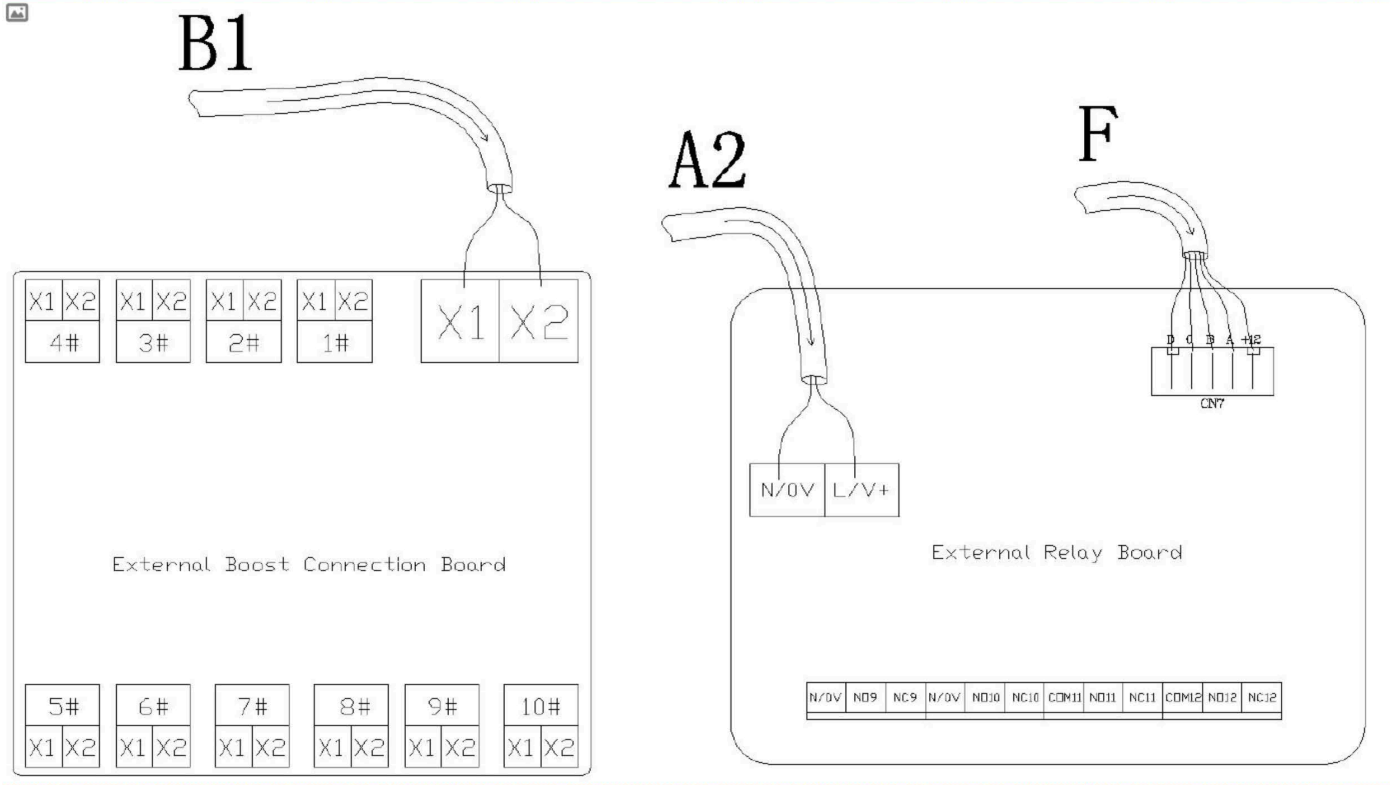 B1
A2
F
X1 X2 X1 X2 X1 X2 X1 X2 X1 X2
4# 3# 2# 1#
D C B A +12
CN7
N/0V L/V+
External Boost Connection Board
External Relay Board
5# 6# 7# 8# 9# 10#
X1 X2 X1 X2 X1 X2 X1 X2 X1 X2 X1 X2
N/0V NO9 NC9 N/0V NO10 NC10 COM11 NO11 NC11 COM12 NO12 NC12